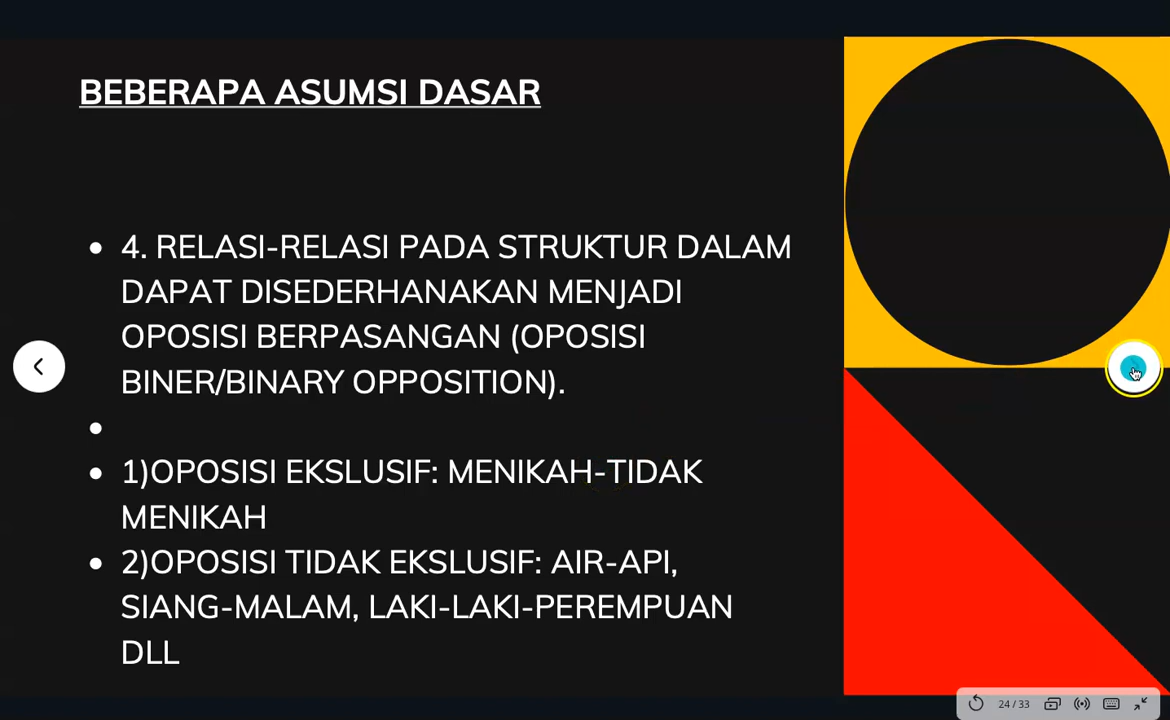 BEBERAPA ASUMSI DASAR
• 4. RELASI-RELASI PADA STRUKTUR DALAM
DAPAT DISEDERHANAKAN MENJADI
OPOSISI BERPASANGAN (OPOSISI
BINER/BINARY OPPOSITION).
•
• 1)OPOSISI EKSLUSIF: MENIKAH-TIDAK
MENIKAH
• 2)OPOSISI TIDAK EKSLUSIF: AIR-API,
SIANG-MALAM, LAKI-LAKI-PEREMPUAN
DLL
24 / 33